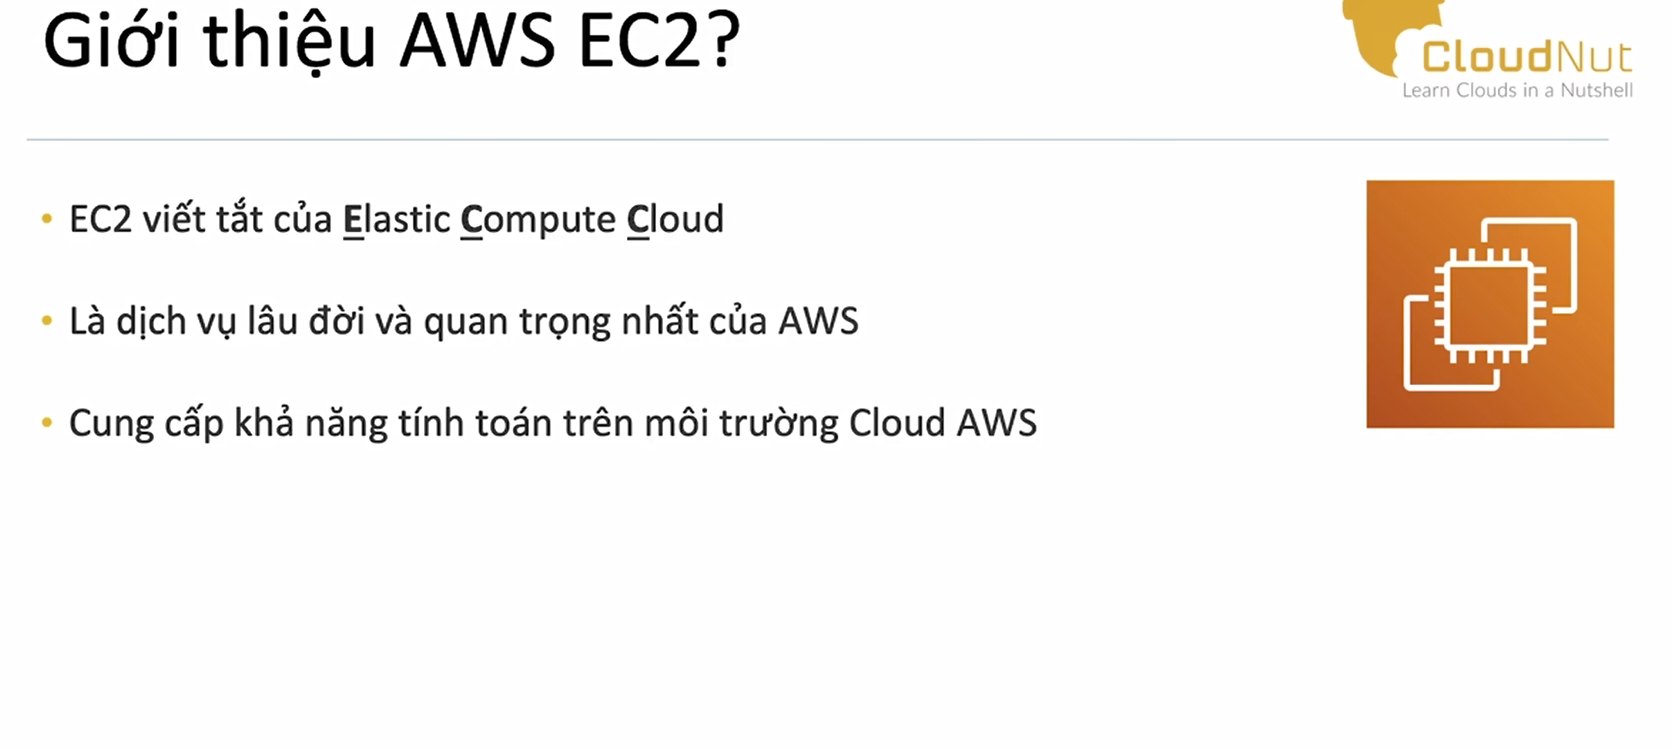 Giới thiệu AWS EC2?
CloudNut
Learn Clouds in a Nutshell
• EC2 viết tắt của Elastic Compute Cloud
• Là dịch vụ lâu đời và quan trọng nhất của AWS
• Cung cấp khả năng tính toán trên môi trường Cloud AWS